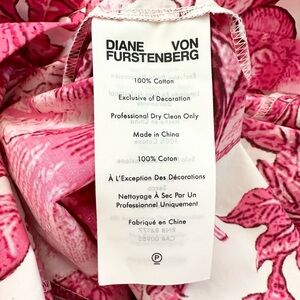 DIANE VON
FURSTENBERG
100% Cotton
Exclusive of Decoration
Professional Dry Clean Only
Made in China
100% Coton
À L'Exception Des Décorations
Nettoyage À Sec Par Un
Professionnel Uniquement
Fabriqué en Chine
P